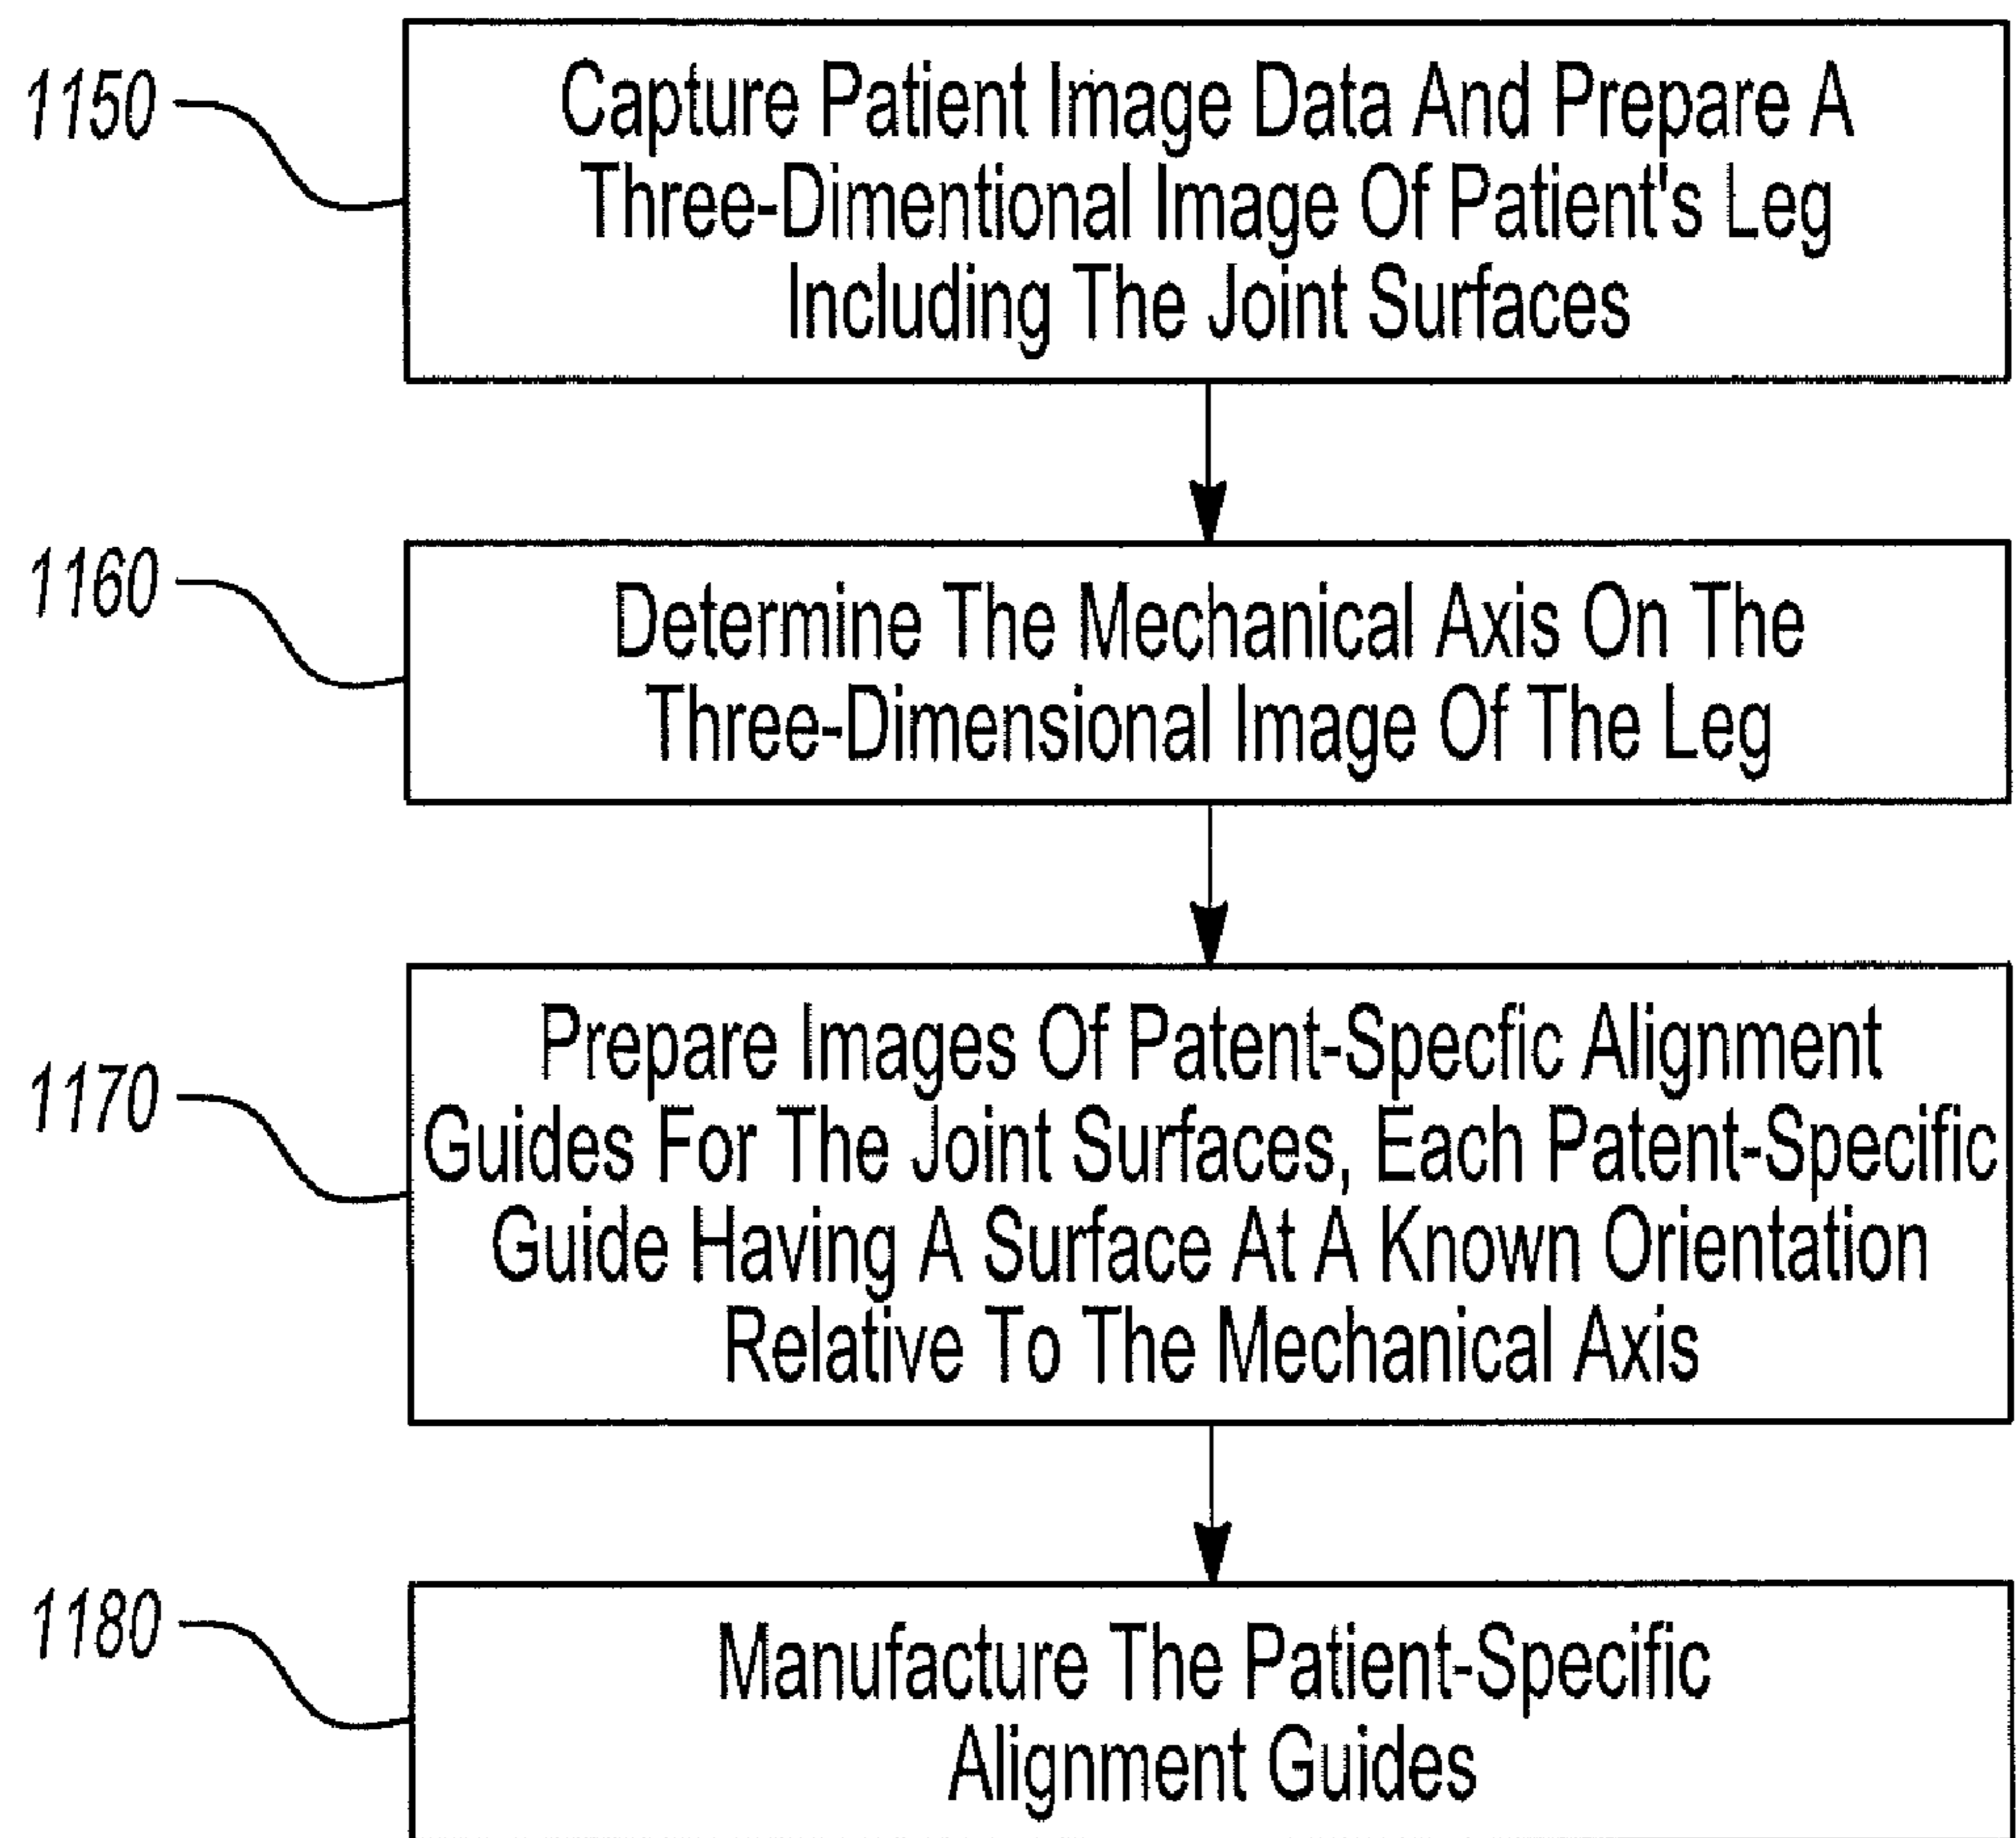 1150
Capture Patient Image Data And Prepare A
Three-Dimentional Image Of Patient's Leg
Including The Joint Surfaces
1160
Determine The Mechanical Axis On The
Three-Dimensional Image Of The Leg
1170
Prepare Images Of Patent-Specfic Alignment
Guides For The Joint Surfaces, Each Patent-Specific
Guide Having A Surface At A Known Orientation
Relative To The Mechanical Axis
1180
Manufacture The Patient-Specific
Alignment Guides